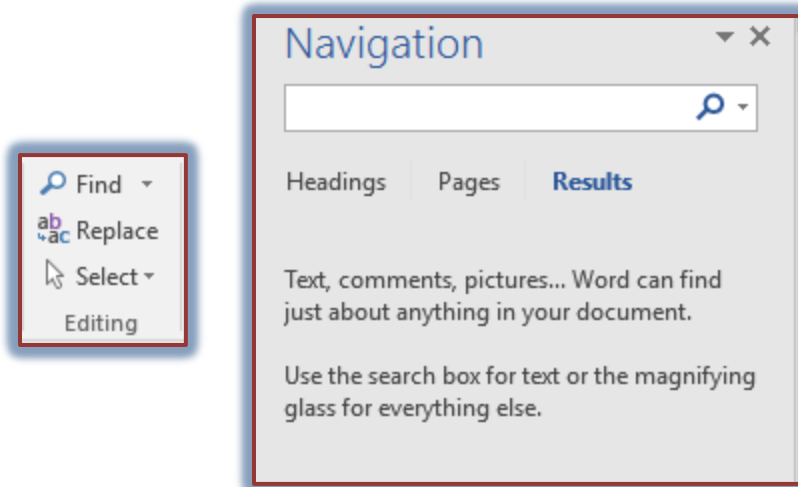 Find
Replace
Select
Editing
Navigation
Headings Pages Results
Text, comments, pictures... Word can find
just about anything in your document.
Use the search box for text or the magnifying
glass for everything else.